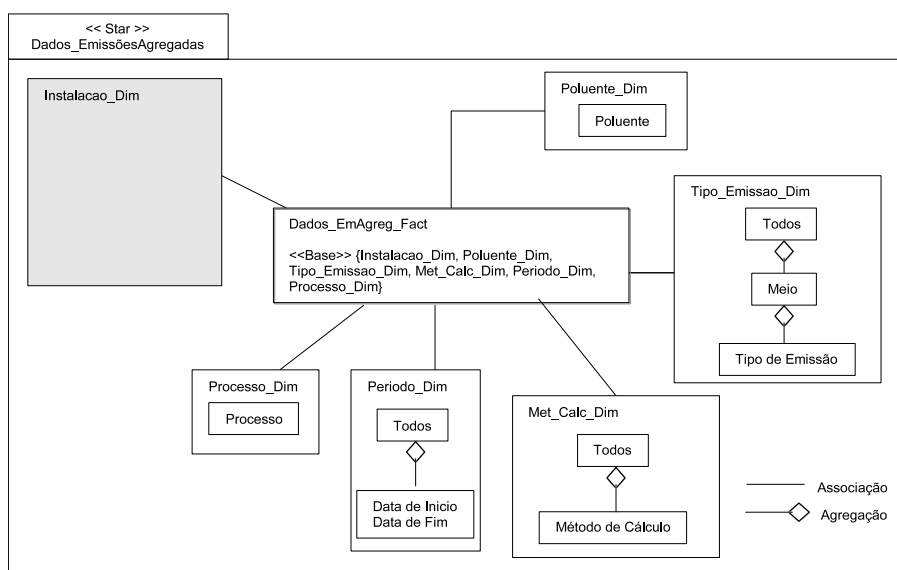 << Star >>
Dados_EmissõesAgregadas
Instalacao_Dim
Poluente_Dim
Poluente
Tipo_Emissao_Dim
Todos
Meio
Tipo de Emissão
Dados_EmAgreg_Fact
<<Base>> {Instalacao_Dim, Poluente_Dim,
Tipo_Emissao_Dim, Met_Calc_Dim, Periodo_Dim,
Processo_Dim}
Processo_Dim
Processo
Periodo_Dim
Todos
Data de Inicio
Data de Fim
Met_Calc_Dim
Todos
Método de Cálculo
Associação
Agregação